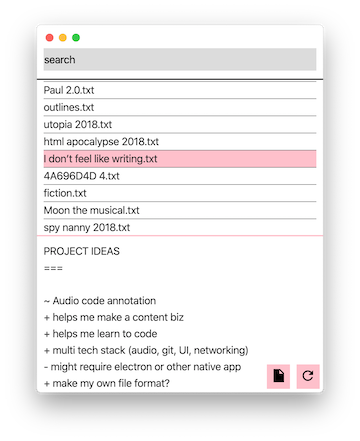 search
Paul 2.0.txt
outlines.txt
utopia 2018.txt
html apocalypse 2018.txt
I don't feel like writing.txt
4A696D4D 4.txt
fiction.txt
Moon the musical.txt
spy nanny 2018.txt
PROJECT IDEAS
===
~ Audio code annotation
+ helps me make a content biz
+ helps me learn to code
+ multi tech stack (audio, git, UI, networking)
- might require electron or other native app
+ make my own file format?